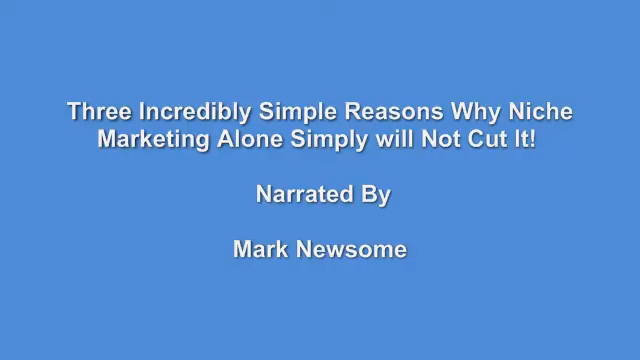 Three Incredibly Simple Reasons Why Niche
Marketing Alone Simply will Not Cut It!
Narrated By
Mark Newsome